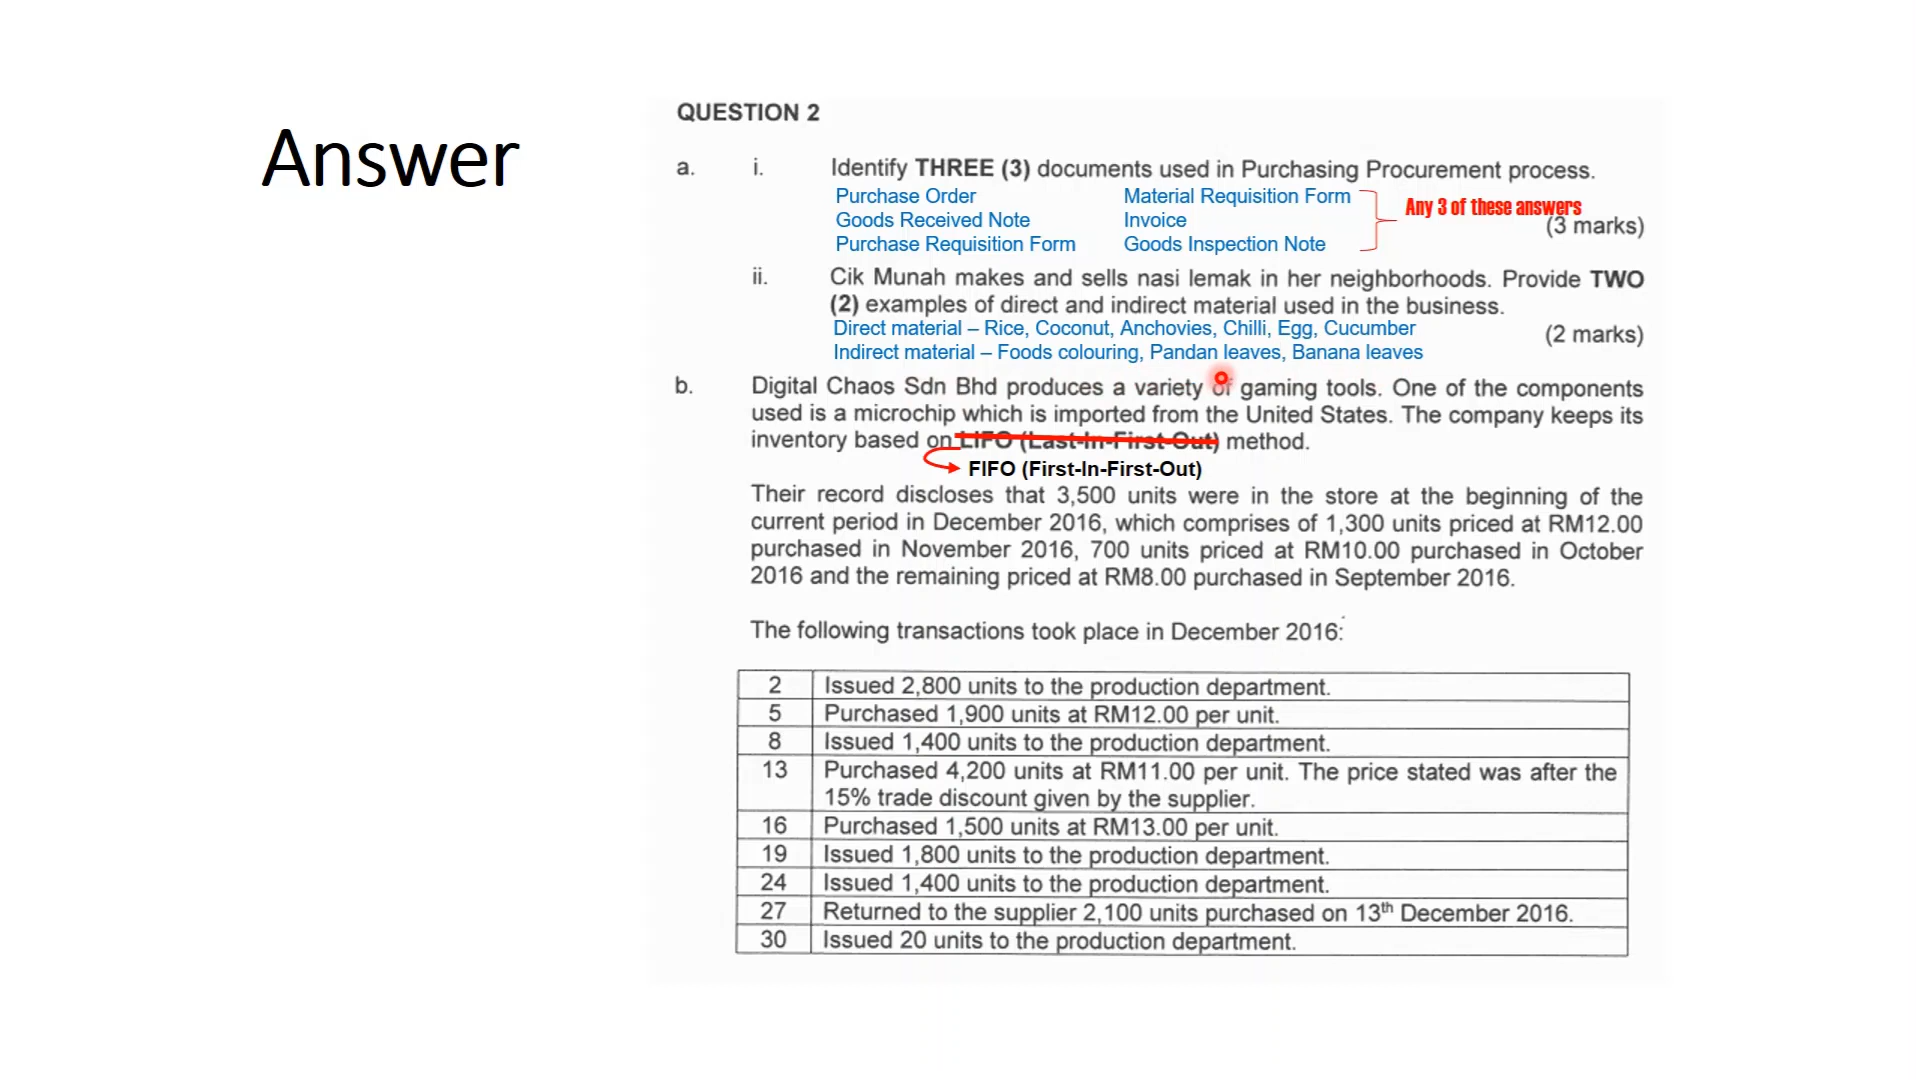 Answer
QUESTION 2
a. i. Identify THREE (3) documents used in Purchasing Procurement process.
Purchase Order Material Requisition Form
Any 3 of these answers
Goods Received Note Invoice
(3 marks)
Purchase Requisition Form Goods Inspection Note
ii. Cik Munah makes and sells nasi lemak in her neighborhoods. Provide TWO
(2) examples of direct and indirect material used in the business.
Direct material – Rice, Coconut, Anchovies, Chilli, Egg, Cucumber
(2 marks)
Indirect material – Foods colouring, Pandan leaves, Banana leaves
b. Digital Chaos Sdn Bhd produces a variety of gaming tools. One of the components
used is a microchip which is imported from the United States. The company keeps its
inventory based on LIFO (Last-In-First-Out) method.
FIFO (First-In-First-Out)
Their record discloses that 3,500 units were in the store at the beginning of the
current period in December 2016, which comprises of 1,300 units priced at RM12.00
purchased in November 2016, 700 units priced at RM10.00 purchased in October
2016 and the remaining priced at RM8.00 purchased in September 2016.
The following transactions took place in December 2016:
2 Issued 2,800 units to the production department.
5 Purchased 1,900 units at RM12.00 per unit.
8 Issued 1,400 units to the production department.
13 Purchased 4,200 units at RM11.00 per unit. The price stated was after the
15% trade discount given by the supplier.
16 Purchased 1,500 units at RM13.00 per unit.
19 Issued 1,800 units to the production department.
24 Issued 1,400 units to the production department.
27 Returned to the supplier 2,100 units purchased on 13th December 2016.
30 Issued 20 units to the production department.